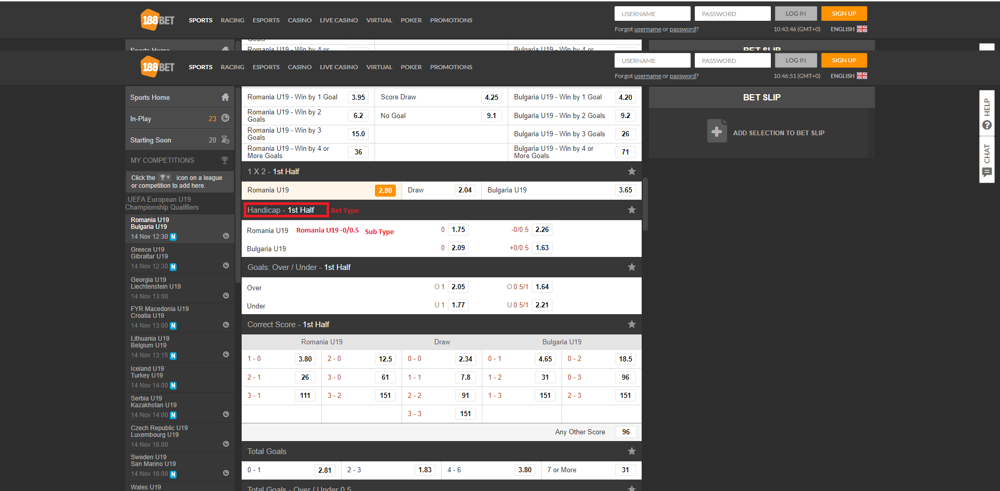 188BET SPORTS RACING ESPORTS CASINO LIVE CASINO VIRTUAL POKER PROMOTIONS USERNAME PASSWORD LOG IN SIGN UP
Forgot username or password? 10:43:46 (GMT+0) ENGLISH
Goals
Sports Home Romania U19 - Win by 4 or Bulgaria U19 - Win by 4 or BET SLIP
188BET SPORTS RACING ESPORTS CASINO LIVE CASINO VIRTUAL POKER PROMOTIONS USERNAME PASSWORD LOG IN SIGN UP
Forgot username or password? 10:46:51 (GMT+0) ENGLISH
Sports Home
In-Play 23
Starting Soon 20
MY COMPETITIONS
Click the + icon on a league
or competition to add here.
UEFA European U19
Championship Qualifiers
Romania U19
Bulgaria U19
14 Nov 12:30 N
Greece U19
Gibraltar U19
14 Nov 12:30 N
Georgia U19
Liechtenstein U19
14 Nov 13:00
FYR Macedonia U19
Croatia U19
14 Nov 13:00 N
Lithuania U19
Belgium U19
14 Nov 13:15 N
Iceland U19
Turkey U19
14 Nov 14:00 N
Serbia U19
Kazakhstan U19
14 Nov 14:00 N
Czech Republic U19
Luxembourg U19
14 Nov 16:00
Sweden U19
San Marino U19
14 Nov 16:00 N
Wales U19
Romania U19 - Win by 1 Goal 3.95 Score Draw 4.25 Bulgaria U19 - Win by 1 Goal 4.20
Romania U19 - Win by 2
Goals 6.2 No Goal 9.1 Bulgaria U19 - Win by 2 Goals 9.2
Romania U19 - Win by 3
Goals 15.0 Bulgaria U19 - Win by 3 Goals 26
Romania U19 - Win by 4 or
More Goals 36
Bulgaria U19 - Win by 4 or
More Goals 71
1 X 2 - 1st Half
Romania U19 2.80 Draw 2.04 Bulgaria U19 3.65
Handicap - 1st Half Bet Type
Romania U19 Romania U19 -0/0.5 Sub Type 0 1.75 -0/0.5 2.26
Bulgaria U19 0 2.09 +0/0.5 1.63
Goals: Over / Under - 1st Half
Over O 1 2.05 O 0.5/1 1.64
Under U 1 1.77 U 0.5/1 2.21
Correct Score - 1st Half
Romania U19 Draw Bulgaria U19
1 - 0 3.80 2 - 0 12.5 0 - 0 2.34 0 - 1 4.65 0 - 2 18.5
2 - 1 26 3 - 0 61 1 - 1 7.8 1 - 2 31 0 - 3 96
3 - 1 111 3 - 2 151 2 - 2 91 1 - 3 151 2 - 3 151
3 - 3 151
Any Other Score 96
Total Goals
0 - 1 2.81 2 - 3 1.83 4 - 6 3.80 7 or More 31
Total Goals - Over / Under 0.5
BET SLIP
ADD SELECTION TO BET SLIP
HELP
CHAT